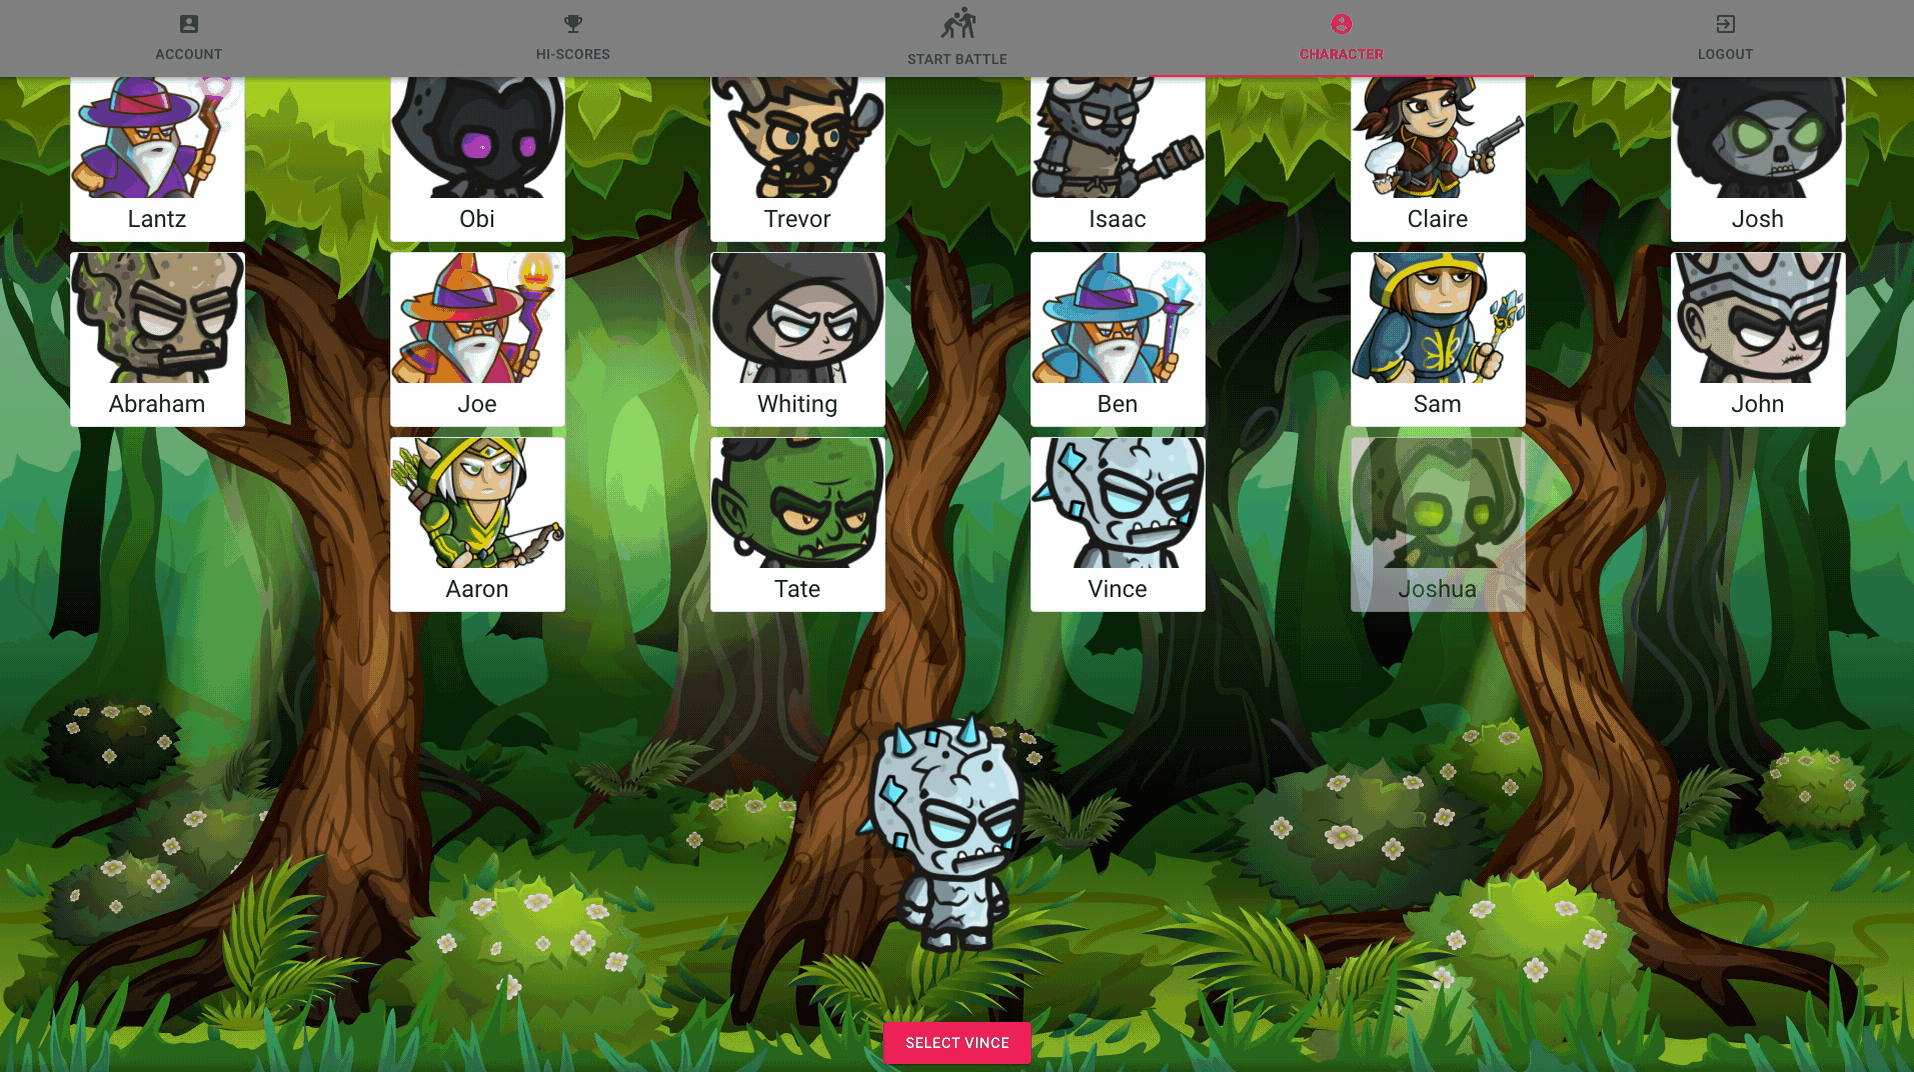 ACCOUNT
HI-SCORES
START BATTLE
CHARACTER
LOGOUT
Lantz
Obi
Trevor
Isaac
Claire
Josh
Abraham
Joe
Whiting
Ben
Sam
John
Aaron
Tate
Vince
Joshua
SELECT VINCE